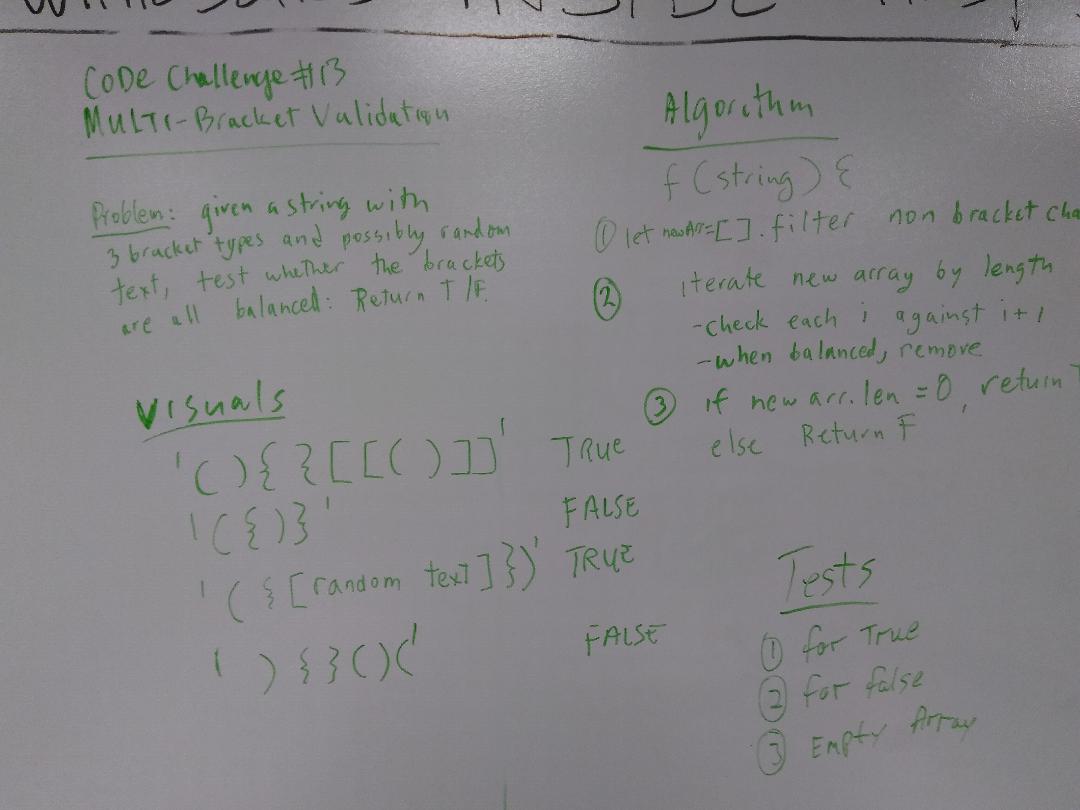 INSIDE
CODE Challenge #13
MULTI-Bracket Validation
Problem: given a string with
3 bracket types and possibly random
text, test whether the brackets
are all balanced: Return T/F.
Visuals
'(){}[[()]]' TRUE
'({)}' FALSE
'({[random text]})' TRUE
'){}()(' FALSE
Algorithm
f(string) {
① let newArr=[].filter non bracket cha
② iterate new array by length
-check each i against i+1
-when balanced, remove
③ if new arr.len = 0, return T
else Return F
Tests
① for True
② for false
③ Empty Array